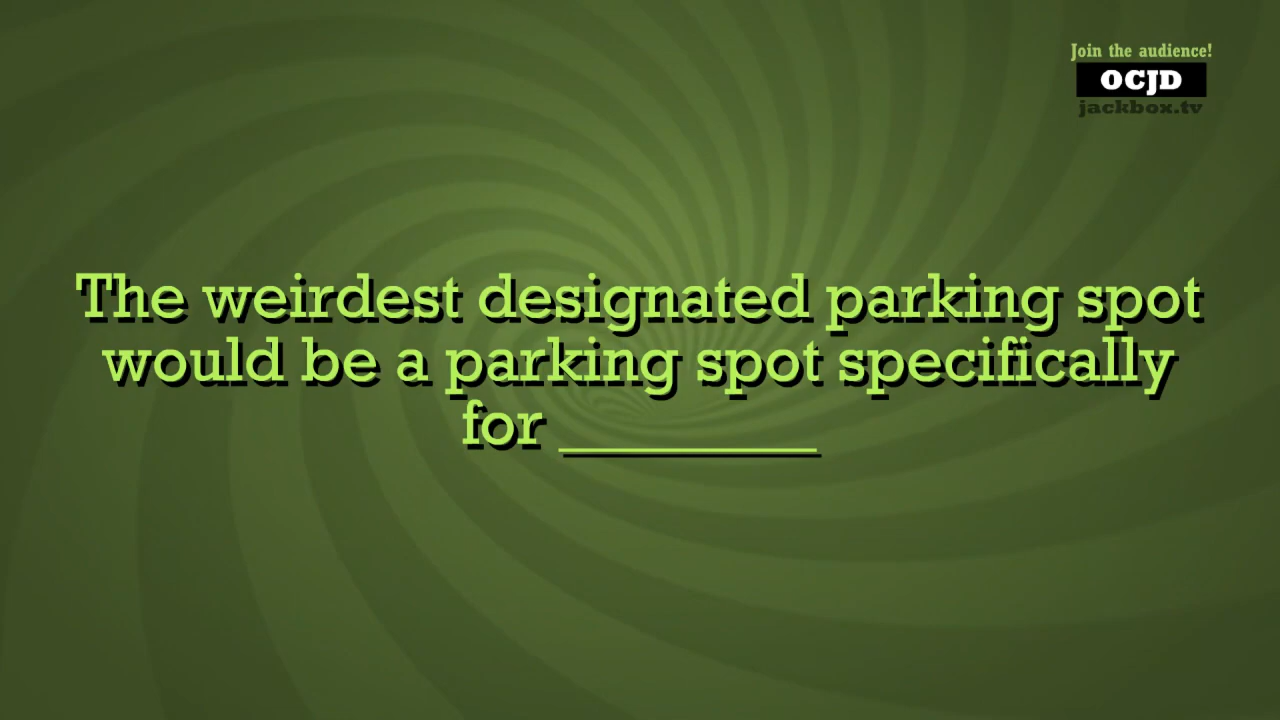 Join the audience!
OCJD
jackbox.tv
The weirdest designated parking spot
would be a parking spot specifically
for ________